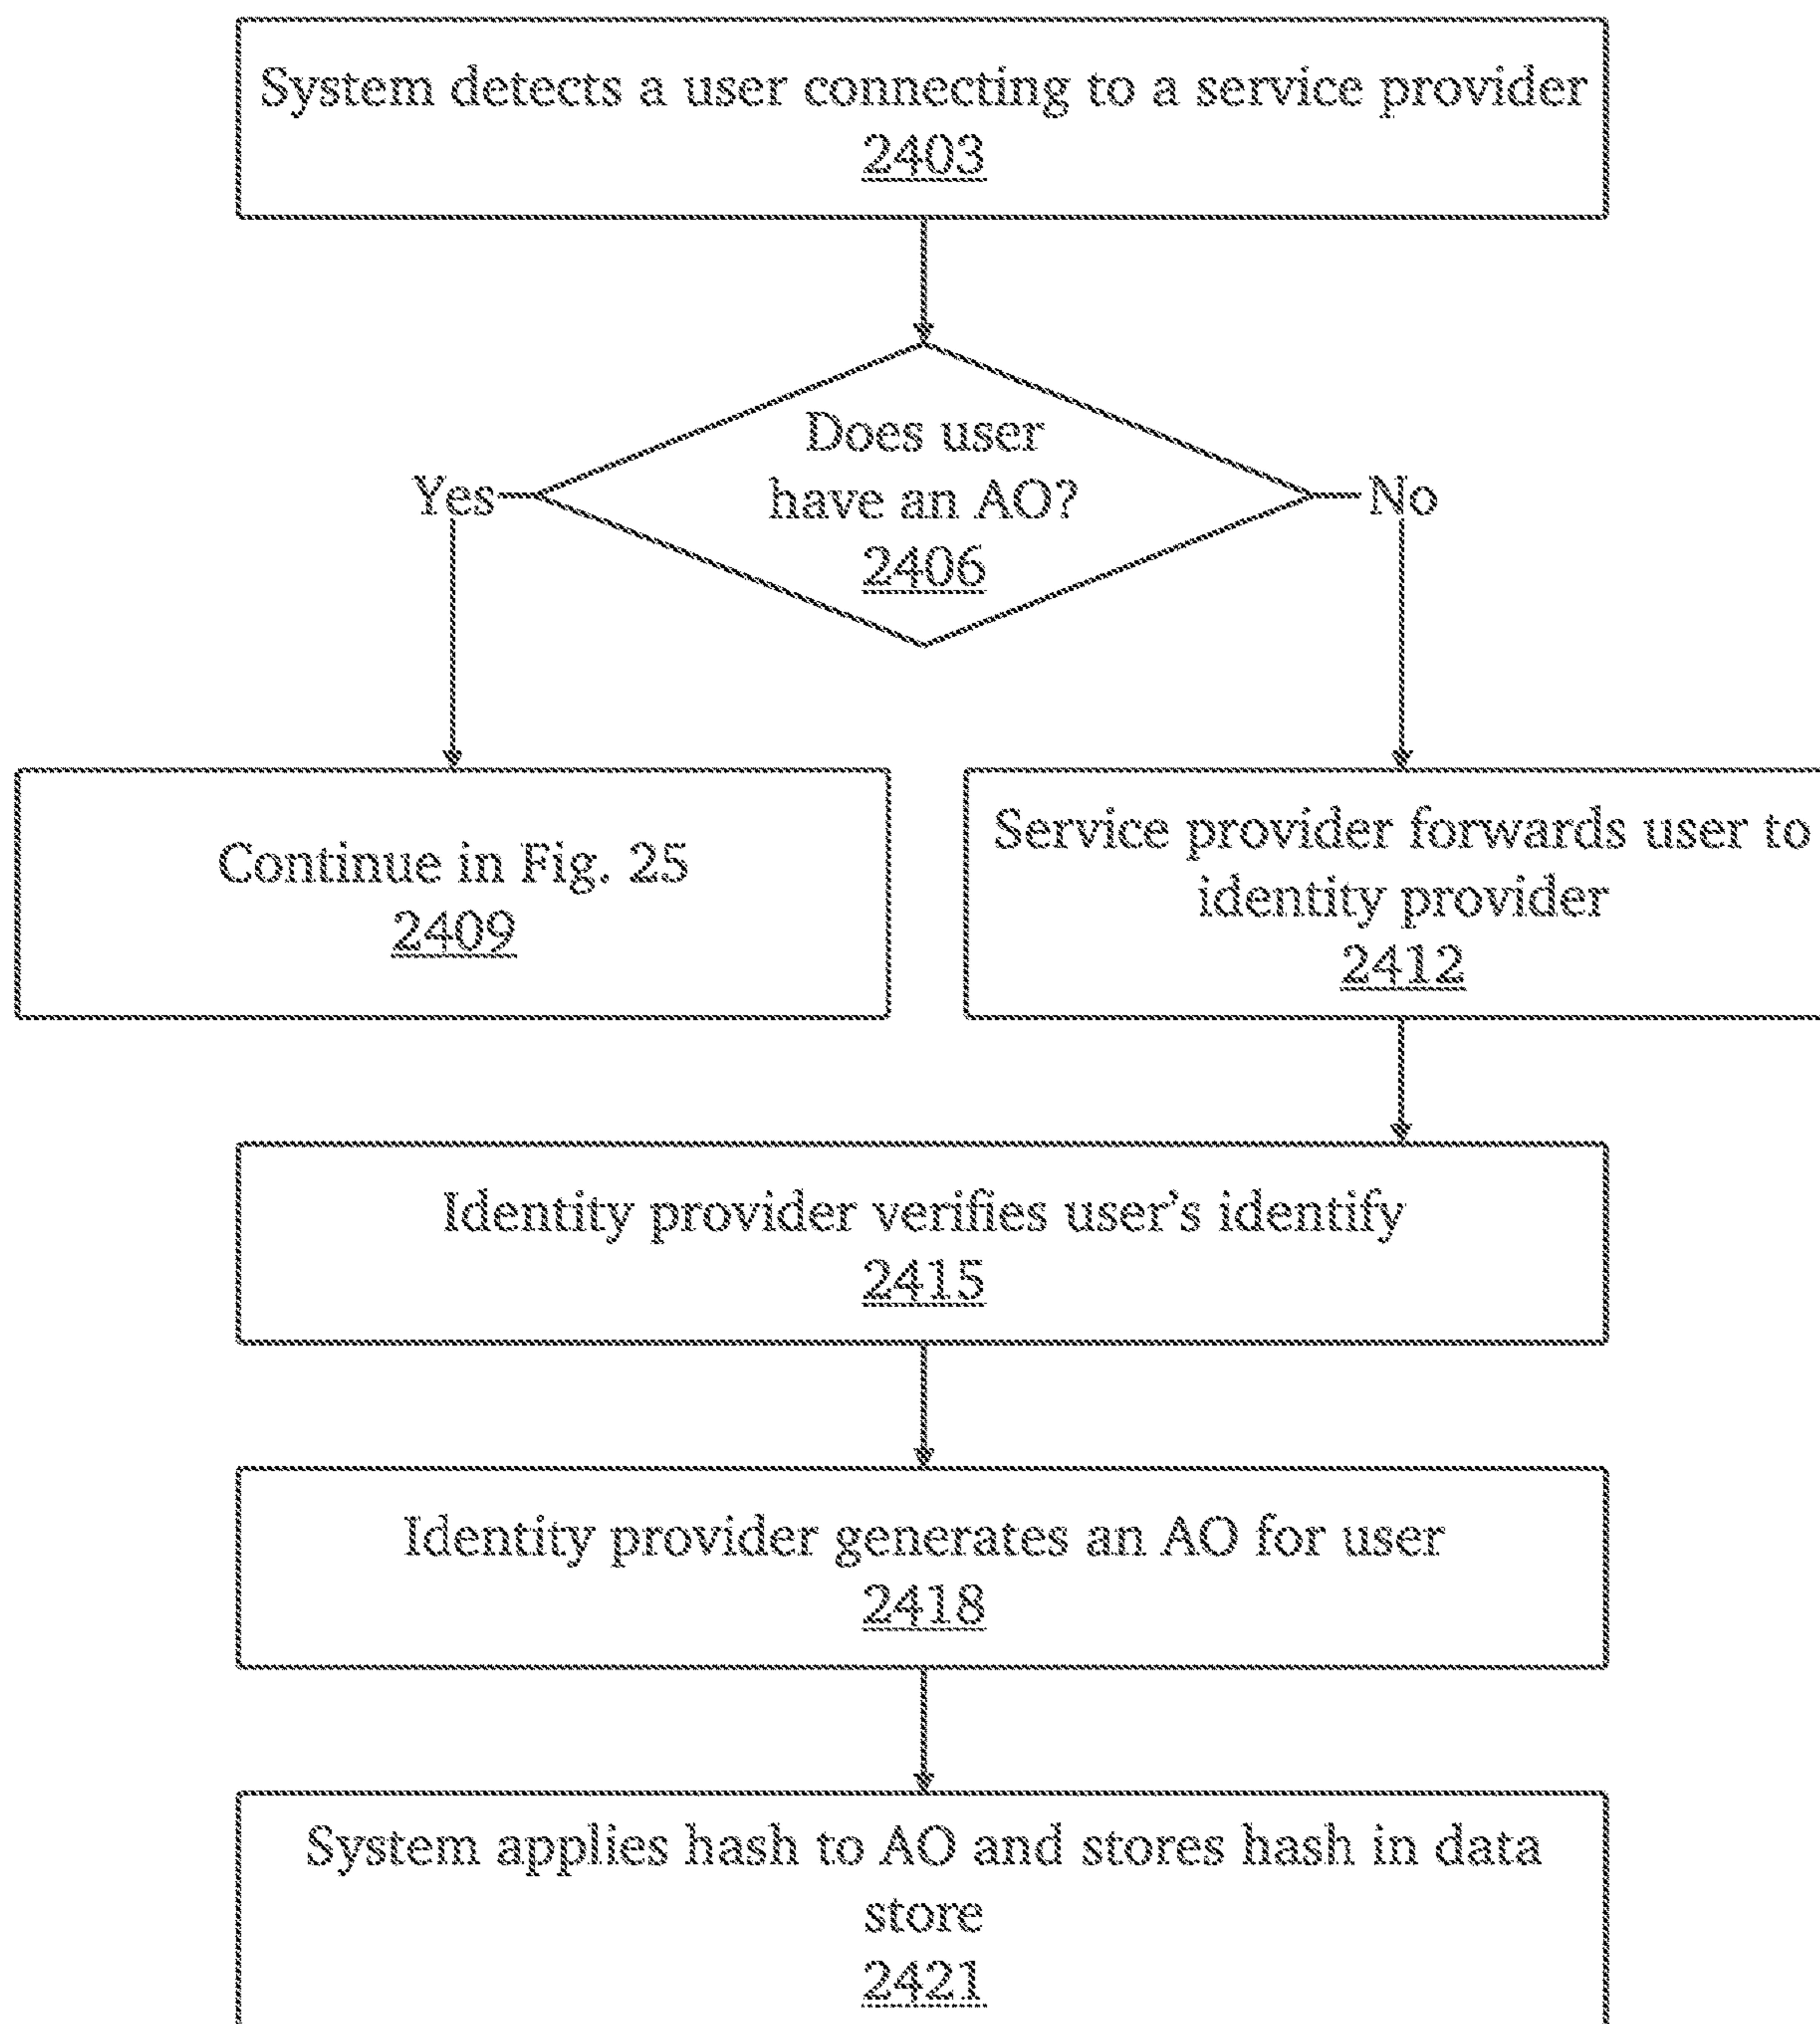 System detects a user connecting to a service provider
2403
Does user
have an AO?
2406
Yes
No
Continue in Fig. 25
2409
Service provider forwards user to
identity provider
2412
Identity provider verifies user's identify
2415
Identity provider generates an AO for user
2418
System applies hash to AO and stores hash in data
store
2421